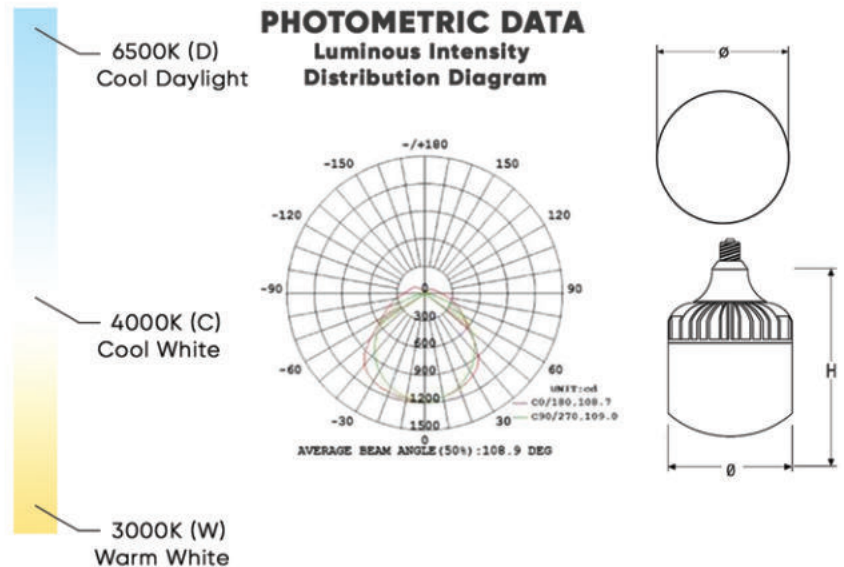 6500K (D)
Cool Daylight
4000K (C)
Cool White
3000K (W)
Warm White
PHOTOMETRIC DATA
Luminous Intensity
Distribution Diagram
-/+180
-150
150
-120
120
-90
90
-60
60
-30
30
0
0
300
600
900
1200
1500
UNIT:cd
C0/180,108.7
C90/270,109.0
AVERAGE BEAM ANGLE(50%):108.9 DEG
Ø
H
Ø